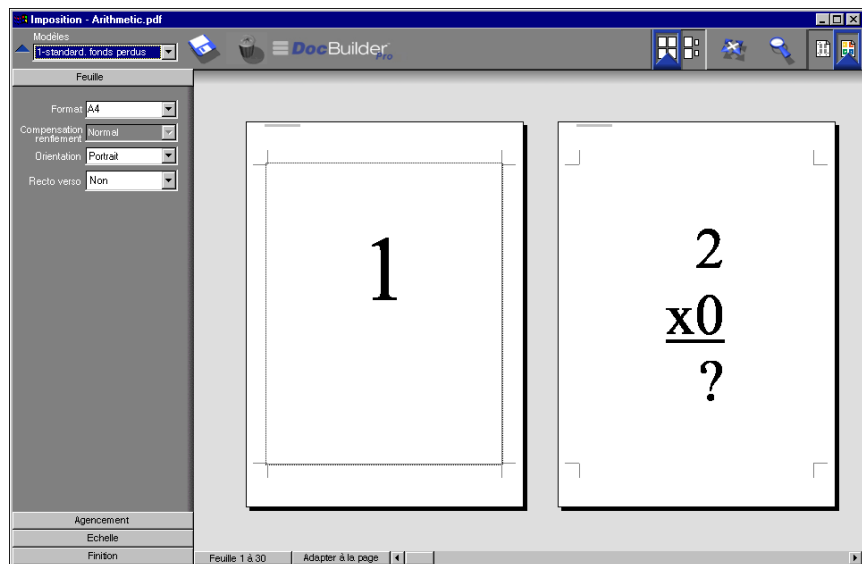 Imposition - Arithmetic.pdf
Modèles
1-standard. fonds perdus
DocBuilder
Pro
Feuille
Format A4
Compensation renflement Normal
Orientation Portrait
Recto verso Non
1
2
x0
?
Agencement
Echelle
Finition
Feuille 1 à 30
Adapter à la page